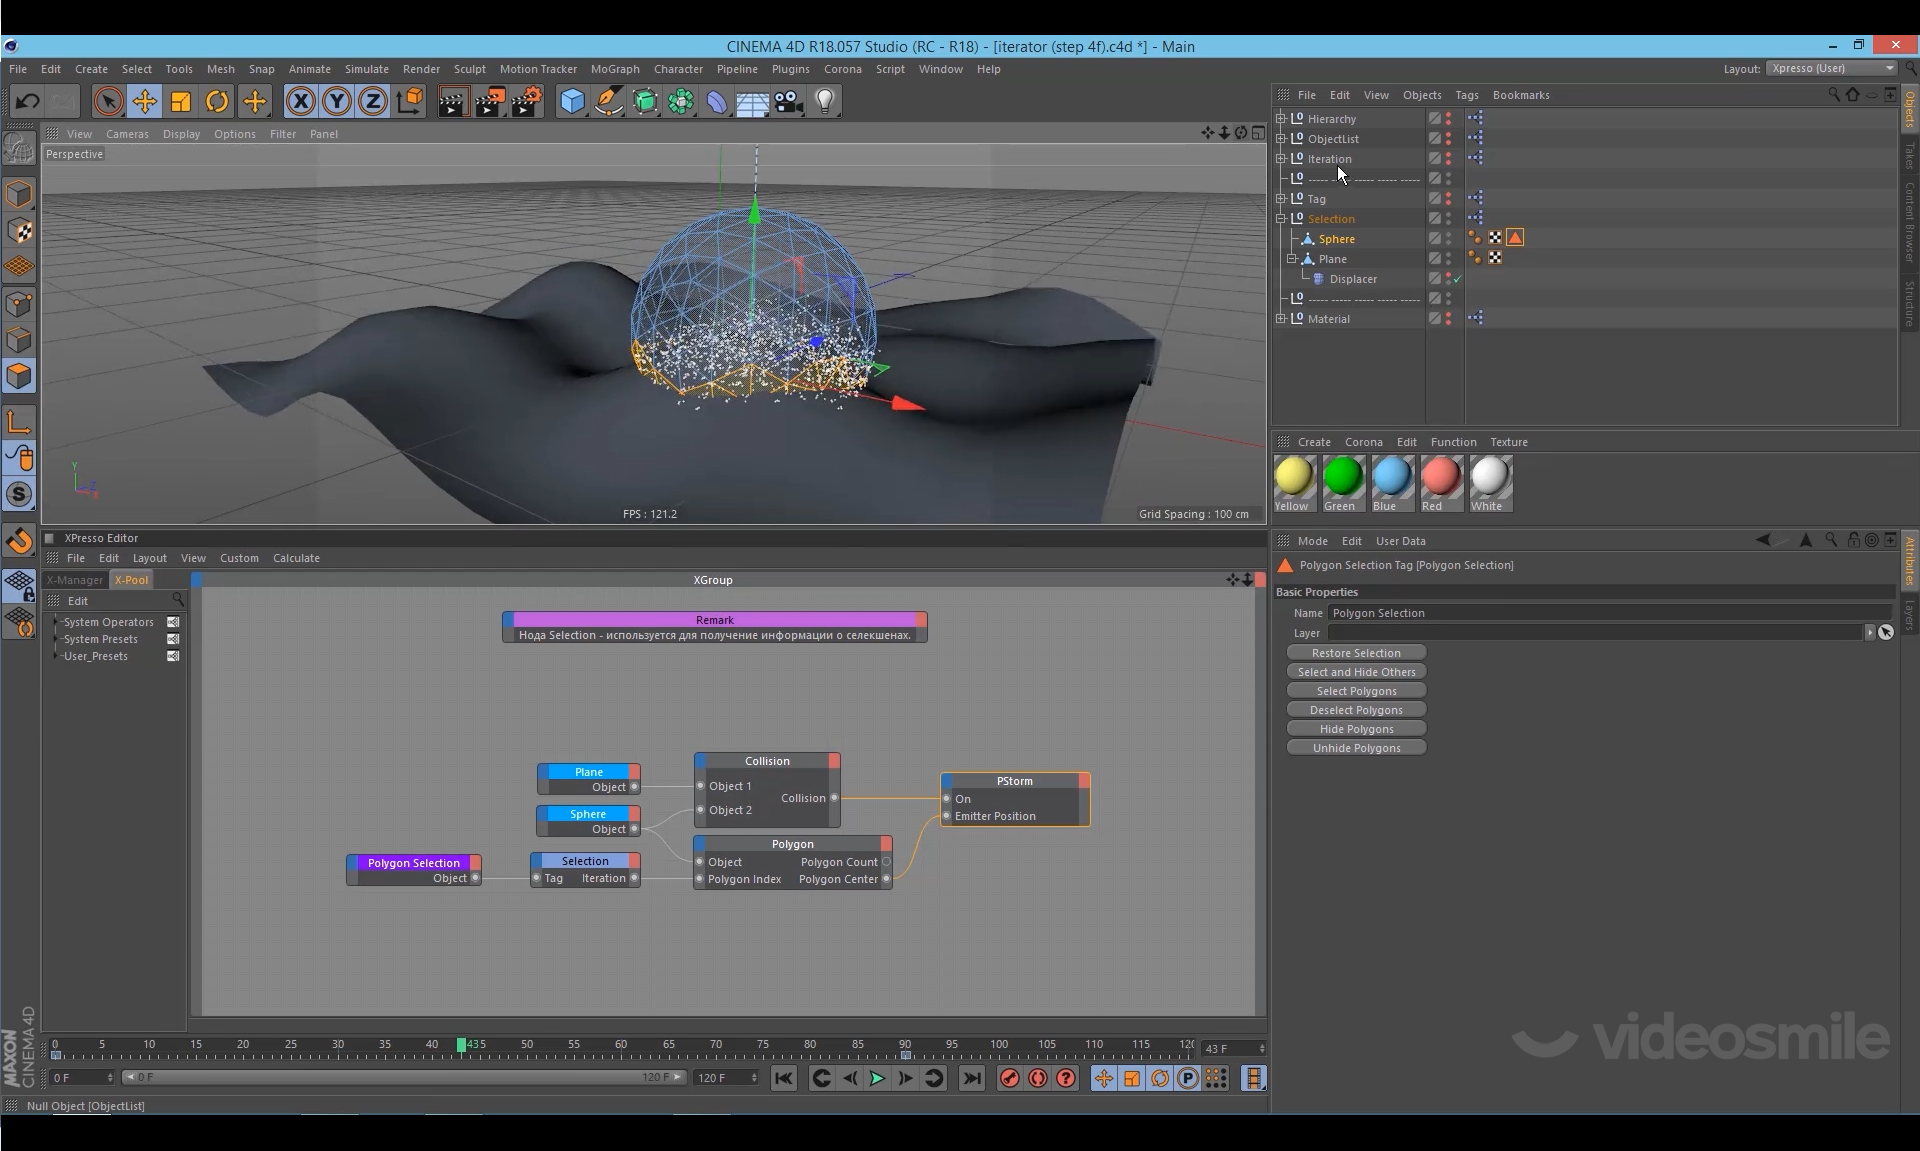 CINEMA 4D R18.057 Studio (RC - R18) - [iterator (step 4f).c4d *] - Main
File Edit Create Select Tools Mesh Snap Animate Simulate Render Sculpt Motion Tracker MoGraph Character Pipeline Plugins Corona Script Window Help
Layout: Xpresso (User)
X Y Z
File Edit View Objects Tags Bookmarks
View Cameras Display Options Filter Panel
Perspective
Hierarchy
ObjectList
Iteration
----- ----- ----- ----- -----
Tag
Selection
Sphere
Plane
Displacer
----- ----- ----- ----- -----
Material
Objects
Takes
Content Browser
Structure
Y
FPS : 121.2
Grid Spacing : 100 cm
Create Corona Edit Function Texture
Yellow Green Blue Red White
XPresso Editor
File Edit Layout View Custom Calculate
X-Manager X-Pool
Edit
System Operators
System Presets
User_Presets
XGroup
Remark
Нода Selection - используется для получение информации о селекшенах.
Plane
Object
Sphere
Object
Polygon Selection
Object
Selection
Tag Iteration
Collision
Object 1
Collision
Object 2
Polygon
Object Polygon Count
Polygon Index Polygon Center
PStorm
On
Emitter Position
Mode Edit User Data
Polygon Selection Tag [Polygon Selection]
Basic Properties
Name Polygon Selection
Layer
Restore Selection
Select and Hide Others
Select Polygons
Deselect Polygons
Hide Polygons
Unhide Polygons
Attributes
Layers
videosmile
0 5 10 15 20 25 30 35 40 435 50 55 60 65 70 75 80 85 90 95 100 105 110 115 120
43 F
0 F 0 F 120 F 120 F
P
MAXON
CINEMA 4D
Null Object [ObjectList]